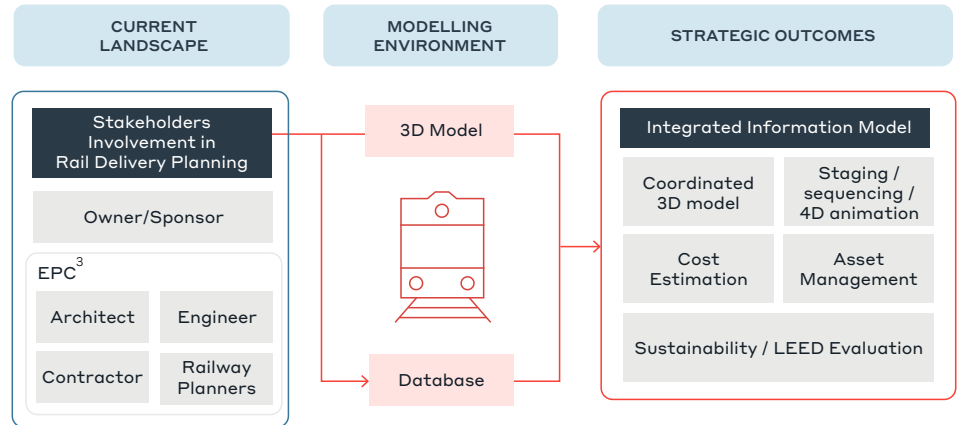 CURRENT
LANDSCAPE
MODELLING
ENVIRONMENT
STRATEGIC OUTCOMES
Stakeholders
Involvement in
Rail Delivery Planning
Owner/Sponsor
EPC³
Architect
Engineer
Contractor
Railway
Planners
3D Model
Database
Integrated Information Model
Coordinated
3D model
Staging /
sequencing /
4D animation
Cost
Estimation
Asset
Management
Sustainability / LEED Evaluation